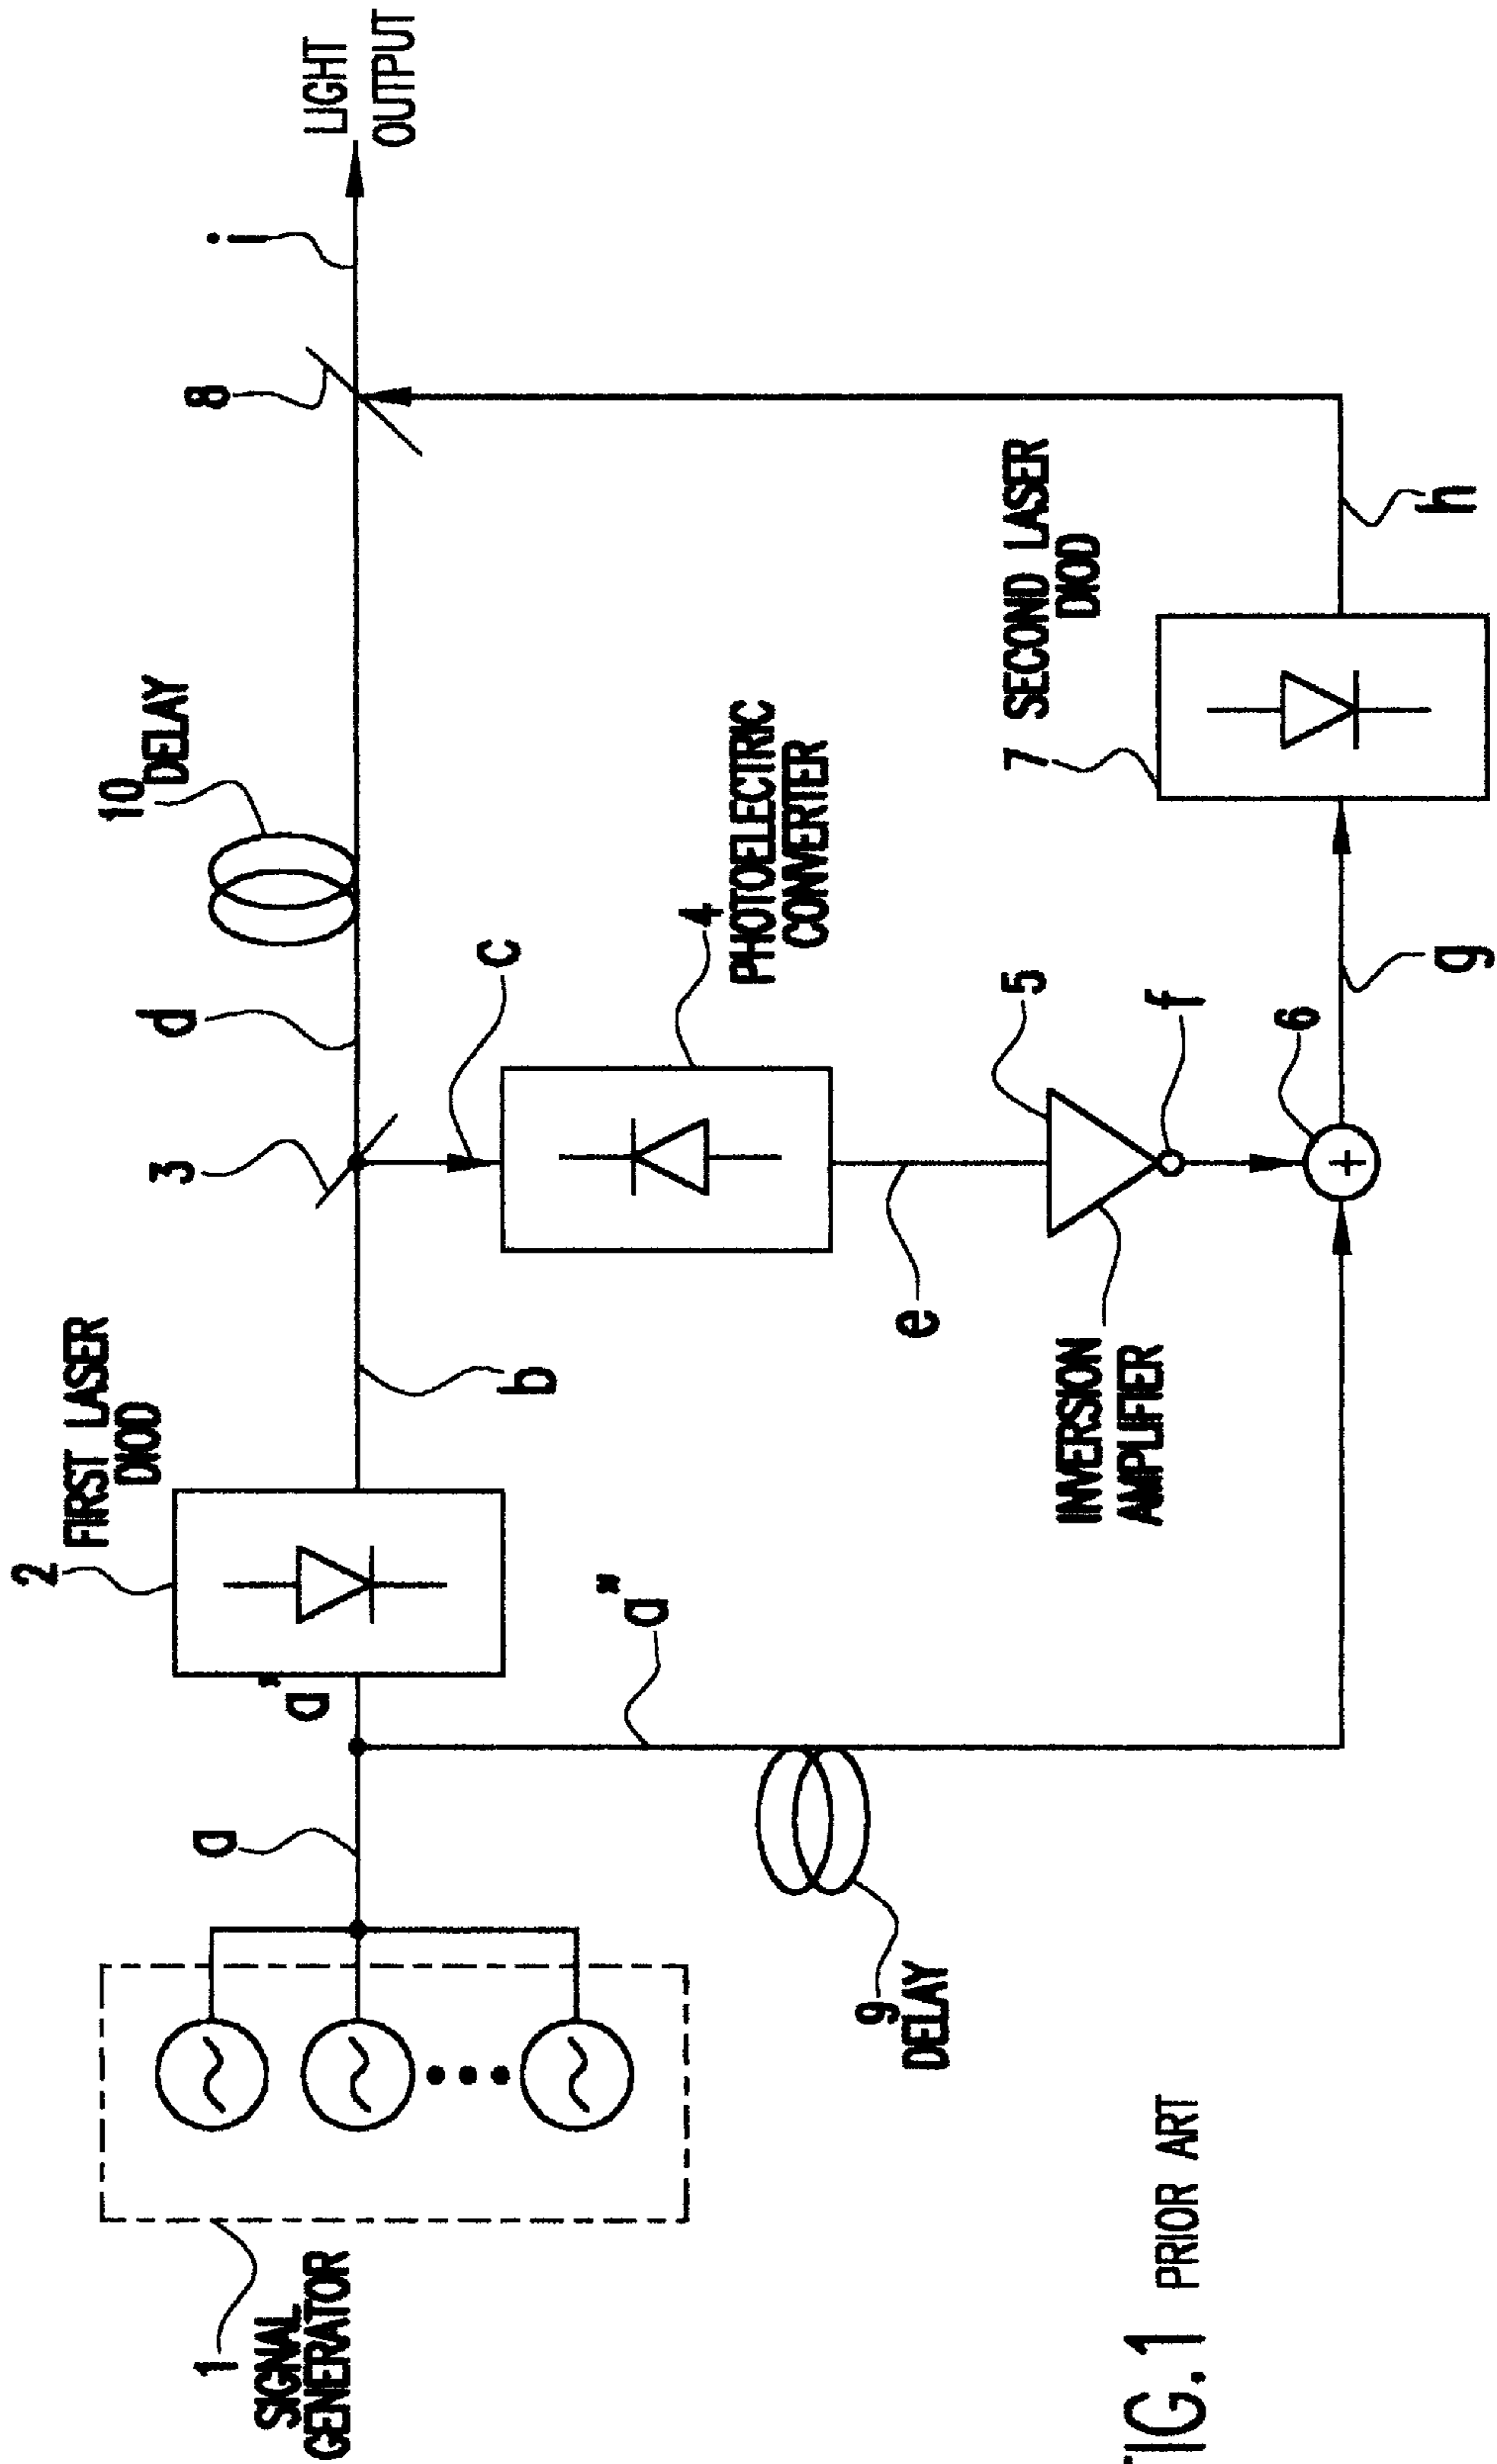 LIGHT
OUTPUT
i
8
10
DELAY
d
3
c
4
PHOTOELECTRIC
CONVERTER
2
FIRST LASER
DIOD
b
a"
a
1
SIGNAL
GENERATOR
a"
9
DELAY
e
5
f
INVERSION
AMPLIFIER
6
+
g
7
SECOND LASER
DIOD
h
FIG.1
PRIOR ART